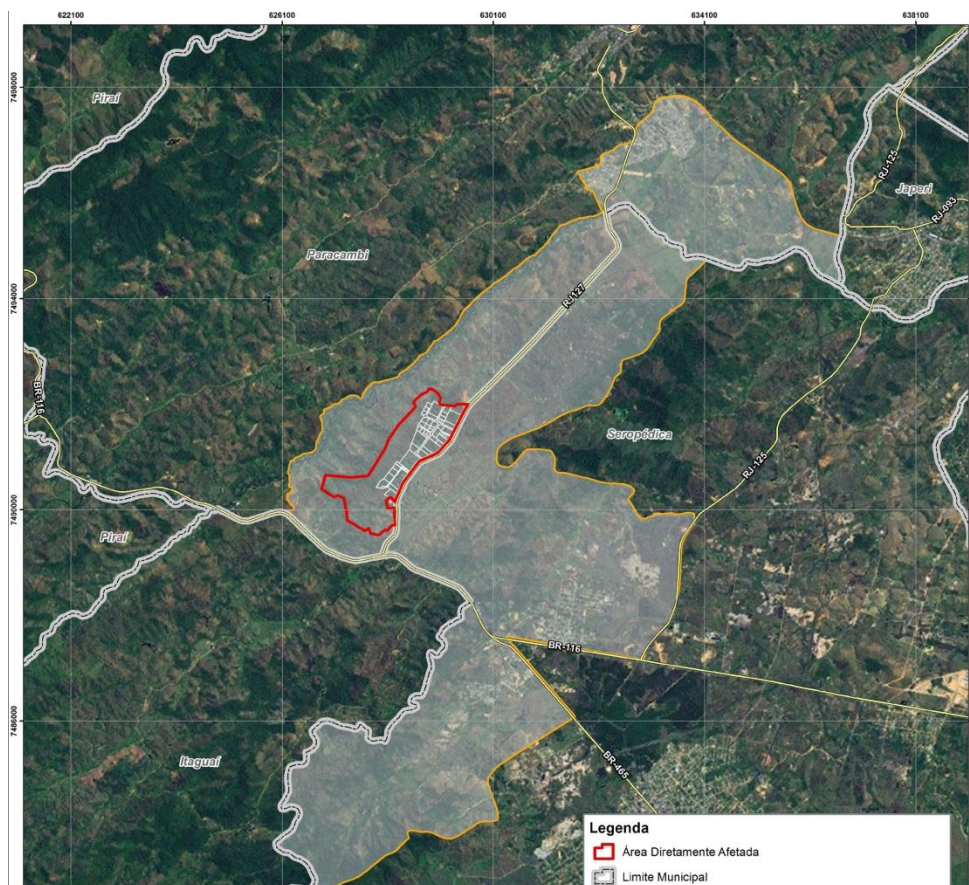 622100
626100
630100
634100
638100
7498000
7494000
7490000
7486000
Piraí
RJ-125
Japeri
RJ-093
Paracambi
RJ-127
BR-116
Seropédica
RJ-125
Piraí
BR-116
Itaguaí
BR-465
Legenda
Área Diretamente Afetada
Limite Municipal